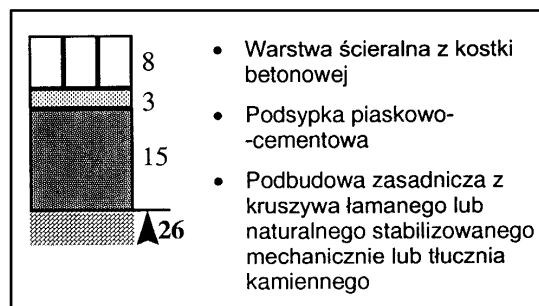 8
3
15
26
• Warstwa ścieralna z kostki
betonowej
• Podsypka piaskowo-
-cementowa
• Podbudowa zasadnicza z
kruszywa łamanego lub
naturalnego stabilizowanego
mechanicznie lub tłucznia
kamiennego